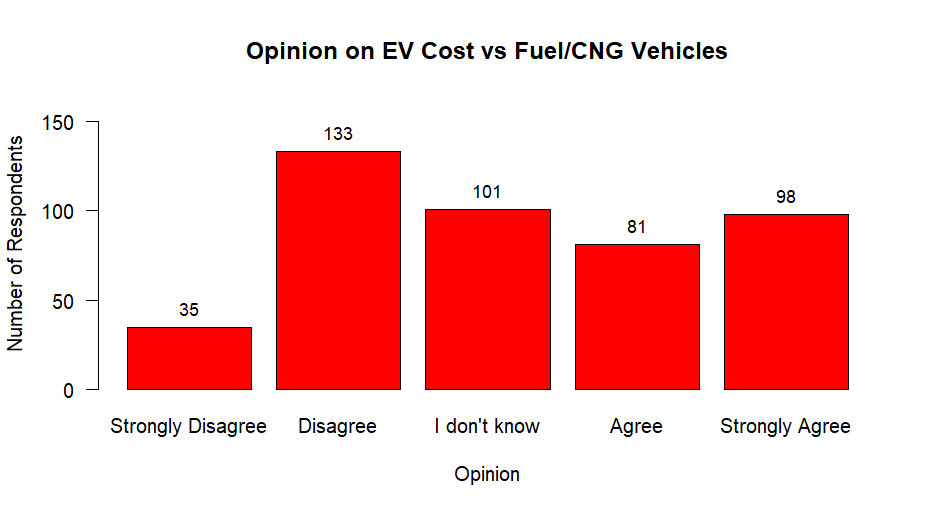 Opinion on EV Cost vs Fuel/CNG Vehicles
Number of Respondents
150
100
50
0
35
133
101
81
98
Strongly Disagree
Disagree
I don't know
Agree
Strongly Agree
Opinion